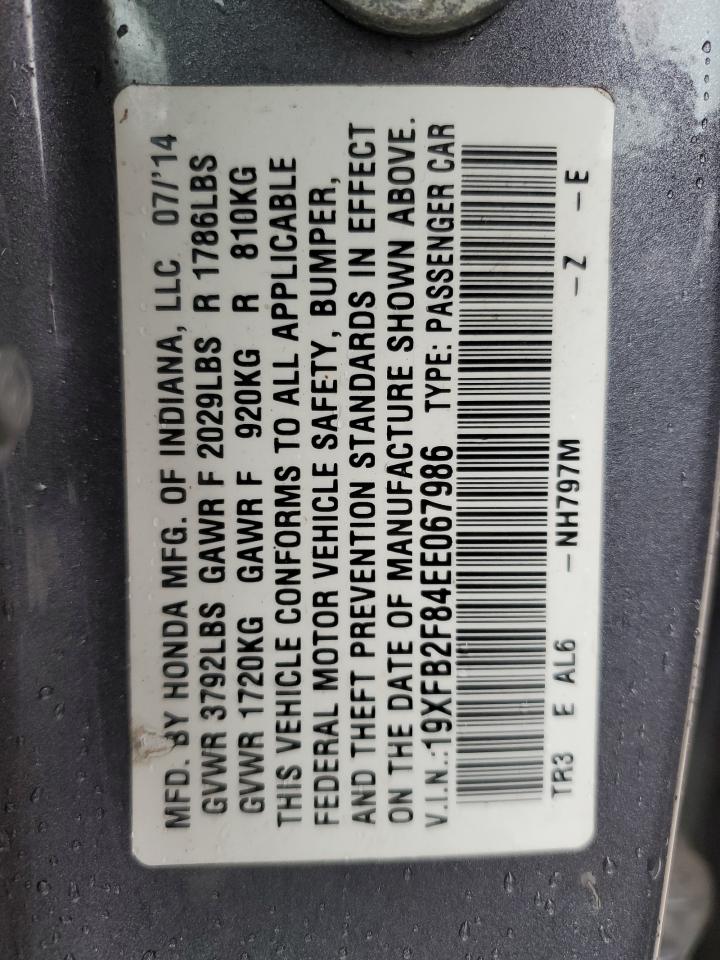 MFD. BY HONDA MFG. OF INDIANA, LLC 07/'14
GVWR 3792LBS GAWR F 2029LBS R 1786LBS
GVWR 1720KG GAWR F 920KG R 810KG
THIS VEHICLE CONFORMS TO ALL APPLICABLE
FEDERAL MOTOR VEHICLE SAFETY, BUMPER,
AND THEFT PREVENTION STANDARDS IN EFFECT
ON THE DATE OF MANUFACTURE SHOWN ABOVE.
V.I.N.:19XFB2F84EE067986 TYPE: PASSENGER CAR
TR3 E AL6 -NH797M -Z -E